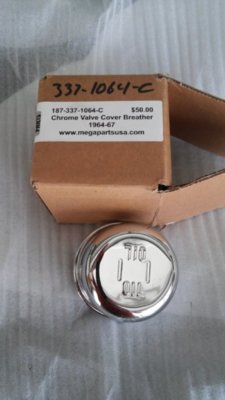 337-1064-C
187-337-1064-C $50.00
Chrome Valve Cover Breather
1964-67
www.megapartsusa.com
OIL
OIL